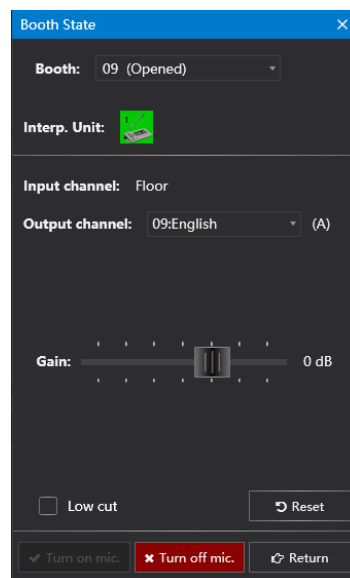 Booth State
Booth: 09 (Opened)
Interp. Unit: 1
Input channel: Floor
Output channel: 09:English (A)
Gain: 0 dB
Low cut Reset
Turn on mic. Turn off mic. Return